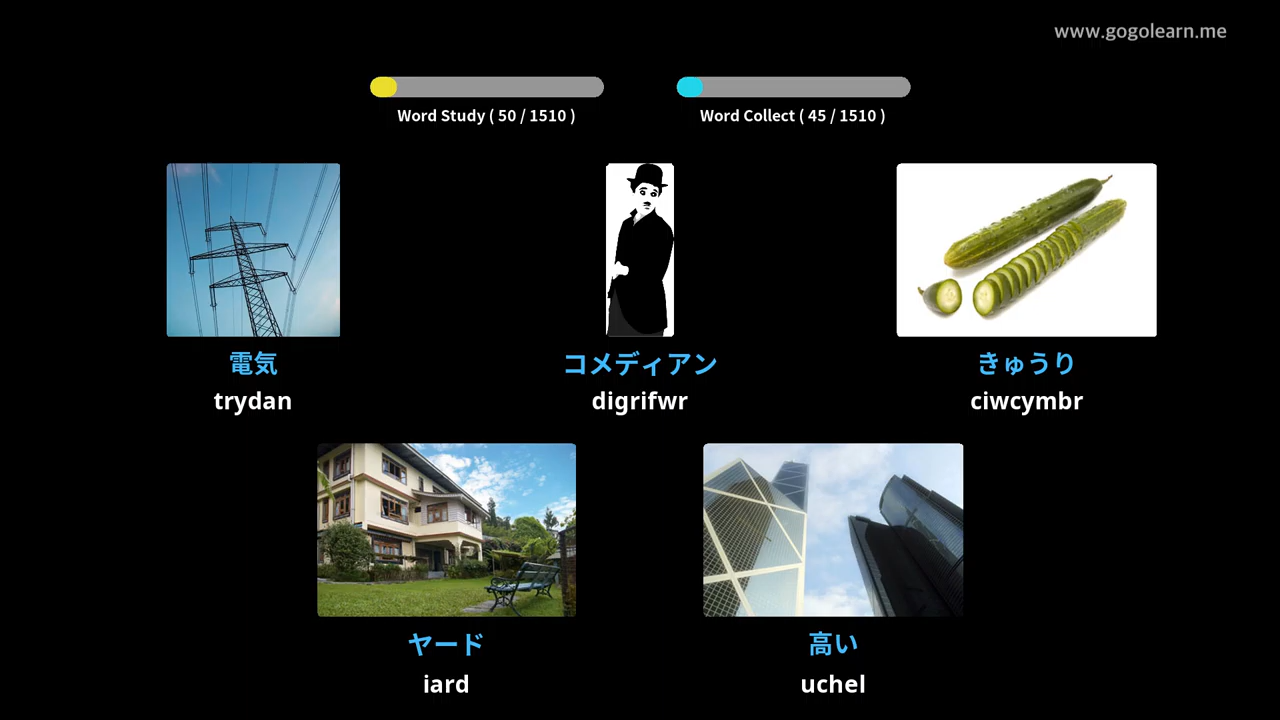 www.gogolearn.me
Word Study ( 50 / 1510 )
Word Collect ( 45 / 1510 )
電気
trydan
コメディアン
digrifwr
きゅうり
ciwcymbr
ヤード
iard
高い
uchel